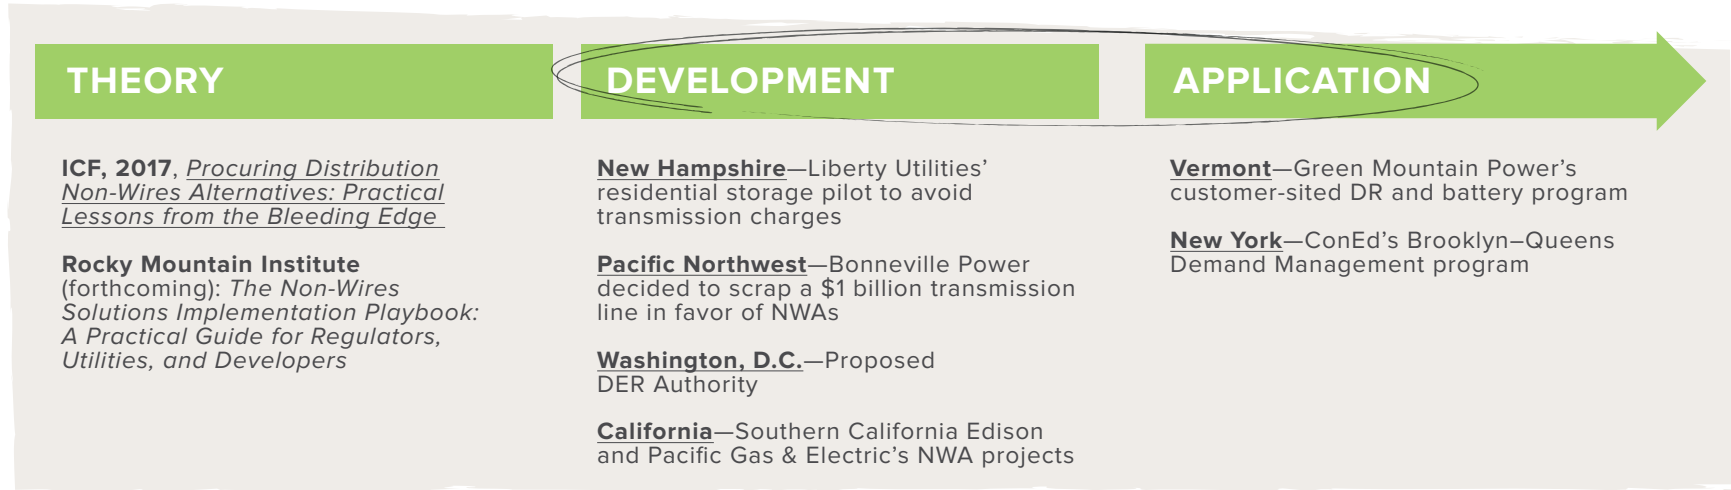 THEORY
ICF, 2017, Procuring Distribution
Non-Wires Alternatives: Practical
Lessons from the Bleeding Edge
Rocky Mountain Institute
(forthcoming): The Non-Wires
Solutions Implementation Playbook:
A Practical Guide for Regulators,
Utilities, and Developers
DEVELOPMENT
New Hampshire—Liberty Utilities’
residential storage pilot to avoid
transmission charges
Pacific Northwest—Bonneville Power
decided to scrap a $1 billion transmission
line in favor of NWAs
Washington, D.C.—Proposed
DER Authority
California—Southern California Edison
and Pacific Gas & Electric’s NWA projects
APPLICATION
Vermont—Green Mountain Power’s
customer-sited DR and battery program
New York—ConEd’s Brooklyn–Queens
Demand Management program